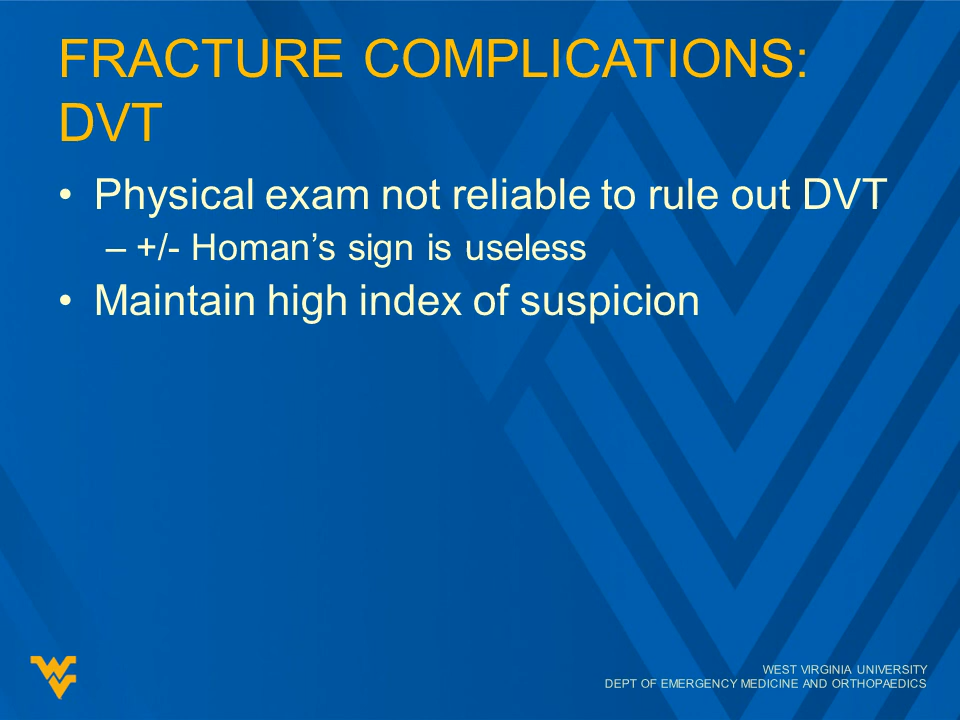 FRACTURE COMPLICATIONS:
DVT
• Physical exam not reliable to rule out DVT
– +/- Homan’s sign is useless
• Maintain high index of suspicion
WEST VIRGINIA UNIVERSITY
DEPT OF EMERGENCY MEDICINE AND ORTHOPAEDICS